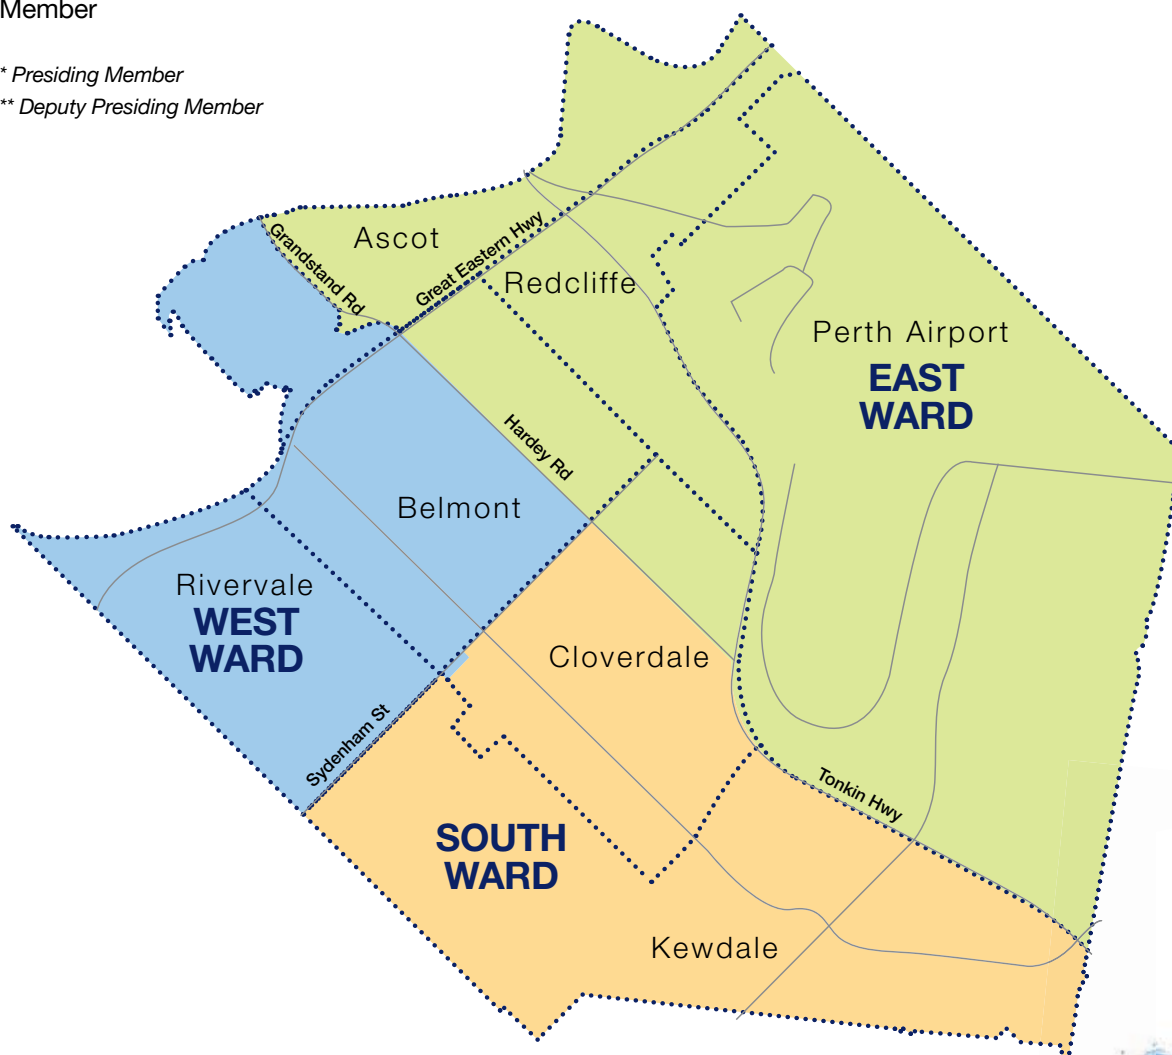 Member
* Presiding Member
** Deputy Presiding Member
Ascot
Grandstand Rd
Great Eastern Hwy
Redcliffe
Perth Airport
EAST
WARD
Hardey Rd
Belmont
Rivervale
WEST
WARD
Cloverdale
Sydenham St
Tonkin Hwy
SOUTH
WARD
Kewdale